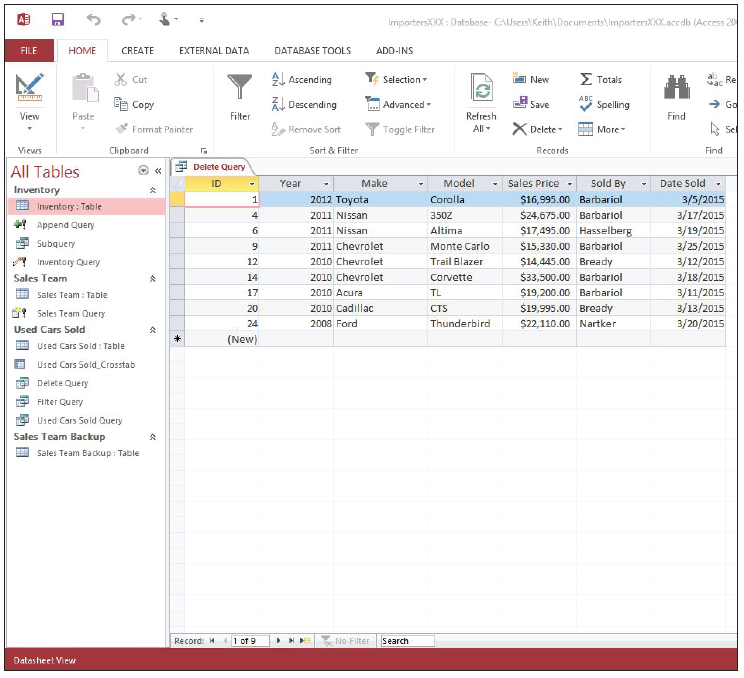 ImportersXXX : Database- C:\Users\Keith\Documents\ImportersXXX.accdb (Access 20
FILE HOME CREATE EXTERNAL DATA DATABASE TOOLS ADD-INS
View
Views
Paste
Cut
Copy
Format Painter
Clipboard
Filter
Ascending
Descending
Remove Sort
Selection
Advanced
Toggle Filter
Sort & Filter
Refresh
All
New
Save
Delete
Totals
Spelling
More
Records
Find
Re
Go
Sel
Find
All Tables
Inventory
Inventory : Table
Append Query
Subquery
Inventory Query
Sales Team
Sales Team : Table
Sales Team Query
Used Cars Sold
Used Cars Sold : Table
Used Cars Sold_Crosstab
Delete Query
Filter Query
Used Cars Sold Query
Sales Team Backup
Sales Team Backup : Table
Delete Query
ID Year Make Model Sales Price Sold By Date Sold
1 2012 Toyota Corolla $16,995.00 Barbariol 3/5/2015
4 2011 Nissan 350Z $24,675.00 Barbariol 3/17/2015
6 2011 Nissan Altima $17,495.00 Hasselberg 3/19/2015
9 2011 Chevrolet Monte Carlo $15,330.00 Barbariol 3/25/2015
12 2010 Chevrolet Trail Blazer $14,445.00 Bready 3/12/2015
14 2010 Chevrolet Corvette $33,500.00 Barbariol 3/18/2015
17 2010 Acura TL $19,200.00 Barbariol 3/11/2015
20 2010 Cadillac CTS $19,995.00 Bready 3/13/2015
24 2008 Ford Thunderbird $22,110.00 Nartker 3/20/2015
(New)
Record: 1 of 9 No Filter Search
Datasheet View